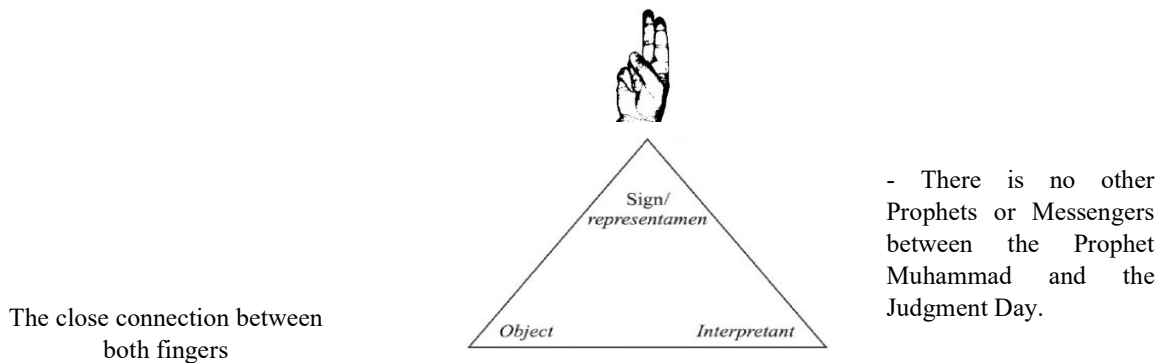 Sign/
representamen
- There is no other
Prophets or Messengers
between the Prophet
Muhammad and the
Judgment Day.
The close connection between
both fingers
Object
Interpretant